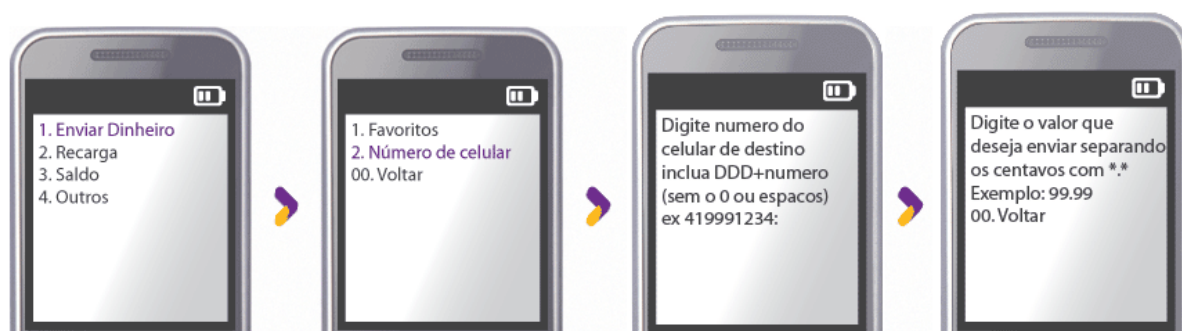 1. Enviar Dinheiro
2. Recarga
3. Saldo
4. Outros
1. Favoritos
2. Número de celular
00. Voltar
Digite numero do
celular de destino
inclua DDD+numero
(sem o 0 ou espacos)
ex 419991234:
Digite o valor que
deseja enviar separando
os centavos com *.*
Exemplo: 99.99
00. Voltar